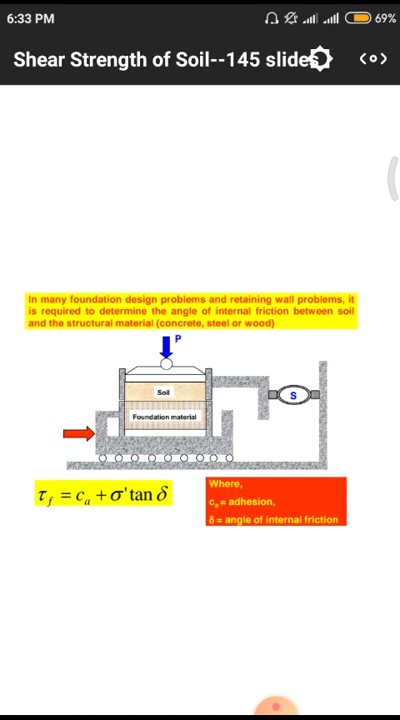 6:33 PM
69%
Shear Strength of Soil--145 slides
In many foundation design problems and retaining wall problems, it
is required to determine the angle of internal friction between soil
and the structural material (concrete, steel or wood)
P
Soil
S
Foundation material
τf = ca + σ' tan δ
Where,
ca = adhesion,
δ = angle of internal friction